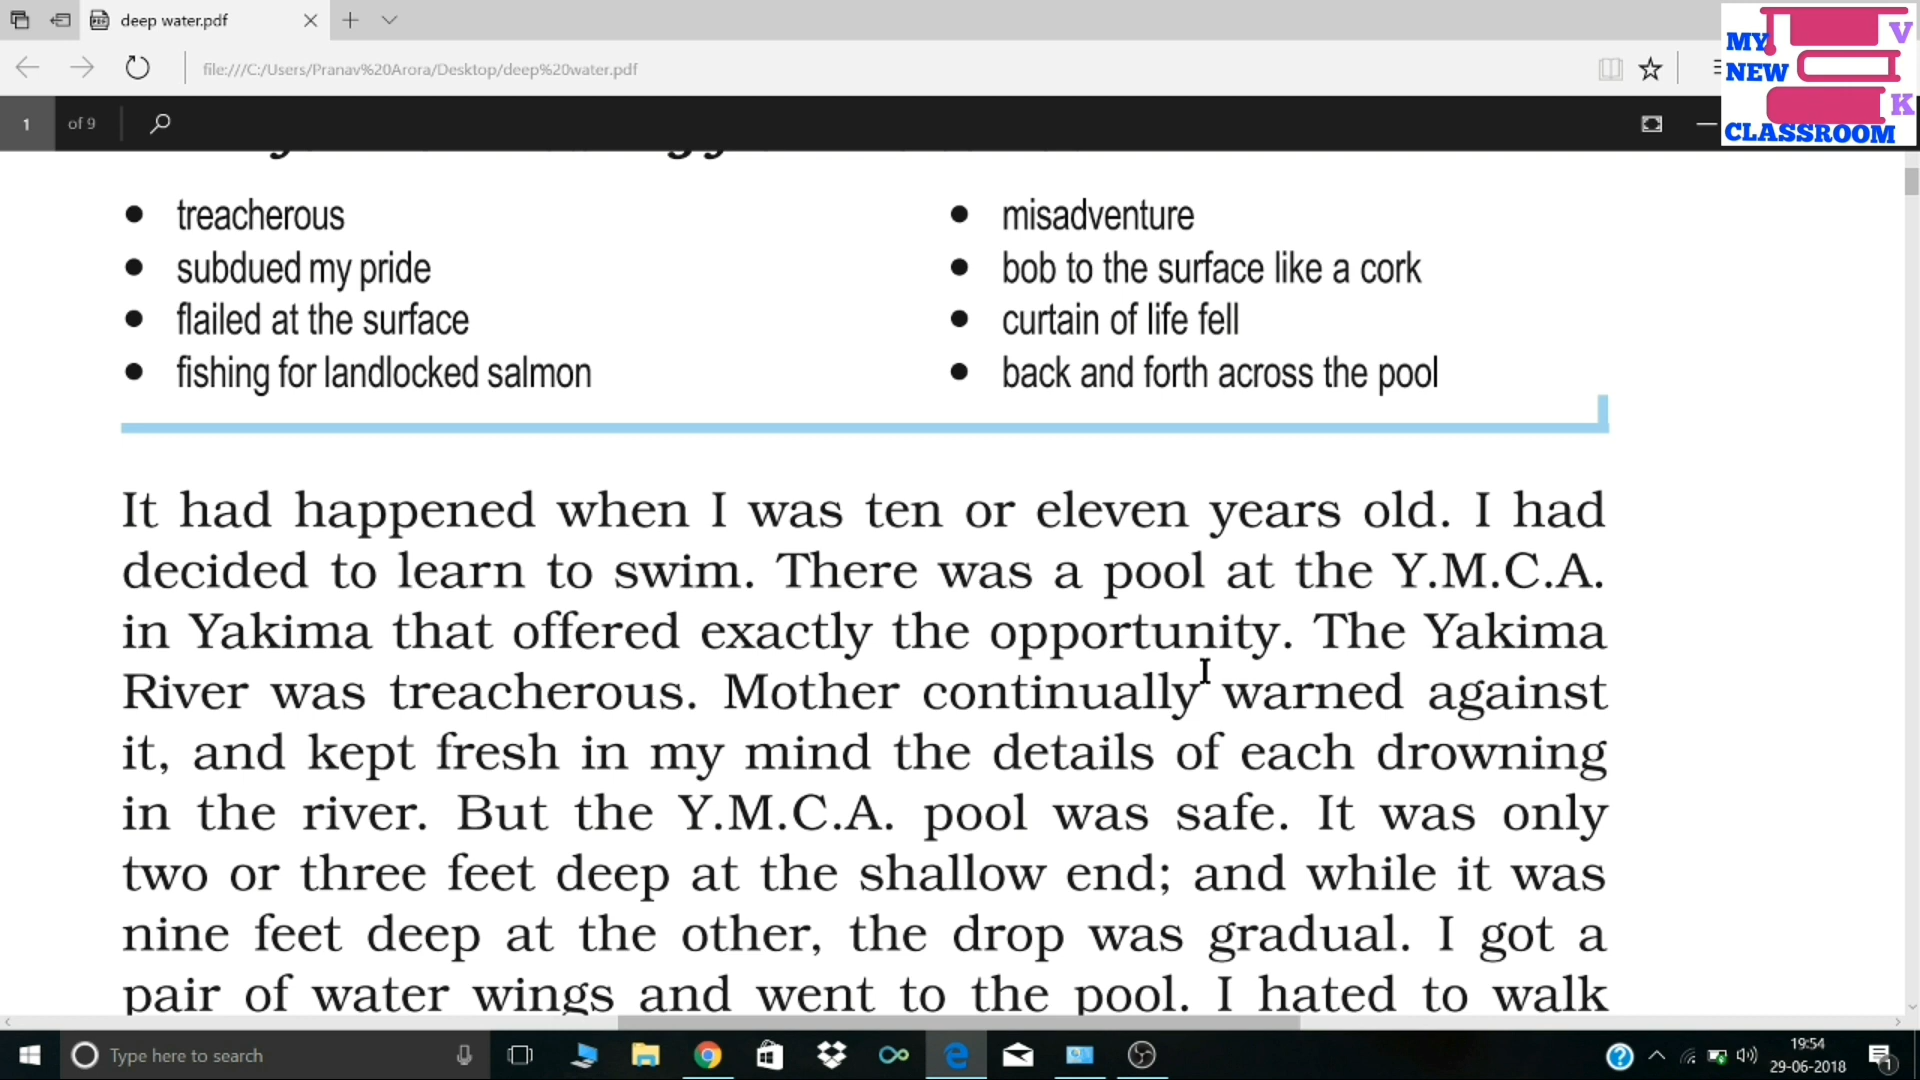 deep water.pdf
file:///C:/Users/Pranav%20Arora/Desktop/deep%20water.pdf
MY NEW CLASSROOM
V
K
1 of 9
• treacherous
• subdued my pride
• flailed at the surface
• fishing for landlocked salmon
• misadventure
• bob to the surface like a cork
• curtain of life fell
• back and forth across the pool
It had happened when I was ten or eleven years old. I had
decided to learn to swim. There was a pool at the Y.M.C.A.
in Yakima that offered exactly the opportunity. The Yakima
River was treacherous. Mother continually warned against
it, and kept fresh in my mind the details of each drowning
in the river. But the Y.M.C.A. pool was safe. It was only
two or three feet deep at the shallow end; and while it was
nine feet deep at the other, the drop was gradual. I got a
pair of water wings and went to the pool. I hated to walk
Type here to search
19:54
29-06-2018
1